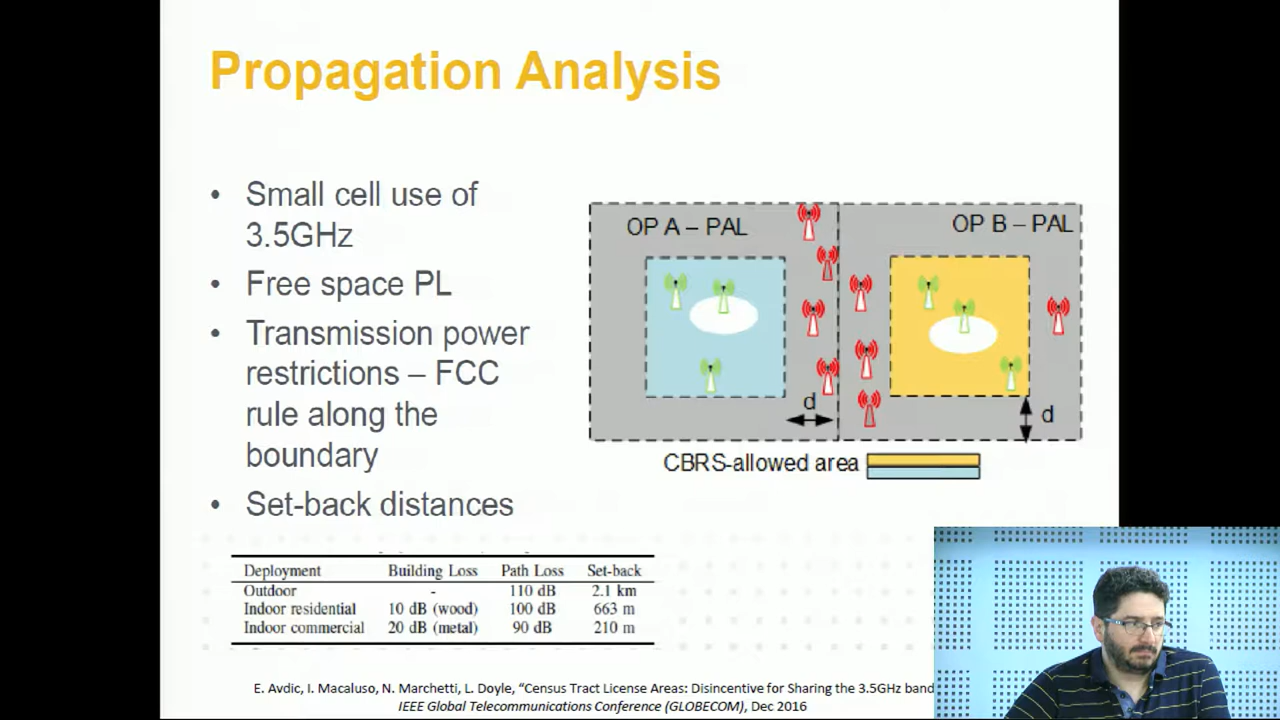 Propagation Analysis
• Small cell use of
3.5GHz
• Free space PL
• Transmission power
restrictions – FCC
rule along the
boundary
• Set-back distances
OP A – PAL
OP B – PAL
d
d
CBRS-allowed area
Deployment Building Loss Path Loss Set-back
Outdoor - 110 dB 2.1 km
Indoor residential 10 dB (wood) 100 dB 663 m
Indoor commercial 20 dB (metal) 90 dB 210 m
E. Avdic, I. Macaluso, N. Marchetti, L. Doyle, “Census Tract License Areas: Disincentive for Sharing the 3.5GHz band
IEEE Global Telecommunications Conference (GLOBECOM), Dec 2016